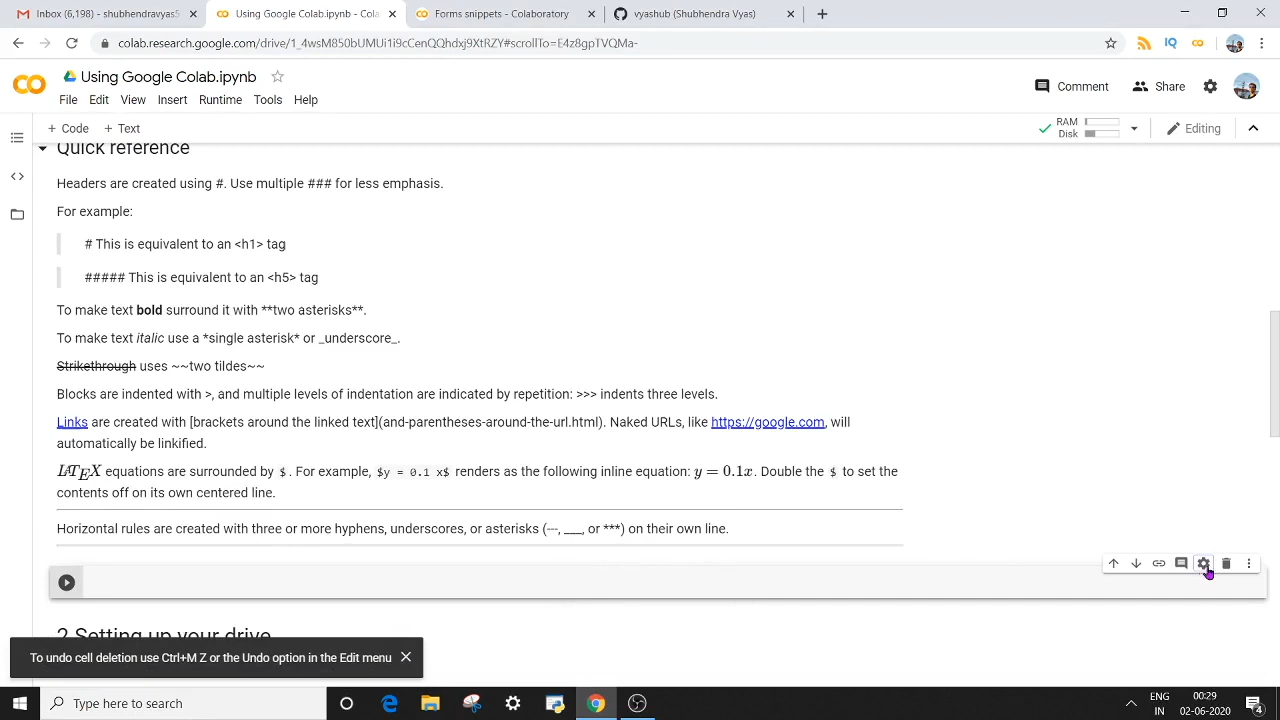 Inbox (6,198) - shubhendravyas5
Using Google Colab.ipynb - Cola
Forms snippets - Colaboratory
vyashub (Shubhendra Vyas)
colab.research.google.com/drive/1_4wsM850bUMUi1i9cCenQQhdxj9XtRZY#scrollTo=E4z8gpTVQMa-
Using Google Colab.ipynb
File Edit View Insert Runtime Tools Help
Comment
Share
+ Code + Text
RAM
Disk
Editing
Quick reference
Headers are created using #. Use multiple ### for less emphasis.
For example:
# This is equivalent to an <h1> tag
##### This is equivalent to an <h5> tag
To make text bold surround it with **two asterisks**.
To make text italic use a *single asterisk* or _underscore_.
Strikethrough uses ~~two tildes~~
Blocks are indented with >, and multiple levels of indentation are indicated by repetition: >>> indents three levels.
Links are created with [brackets around the linked text](and-parentheses-around-the-url.html). Naked URLs, like https://google.com, will
automatically be linkified.
LATEX equations are surrounded by $. For example, $y = 0.1 x$ renders as the following inline equation: y = 0.1x. Double the $ to set the
contents off on its own centered line.
Horizontal rules are created with three or more hyphens, underscores, or asterisks (---, ___, or ***) on their own line.
2 Setting up your drive
To undo cell deletion use Ctrl+M Z or the Undo option in the Edit menu
Type here to search
ENG
IN
00:29
02-06-2020
4